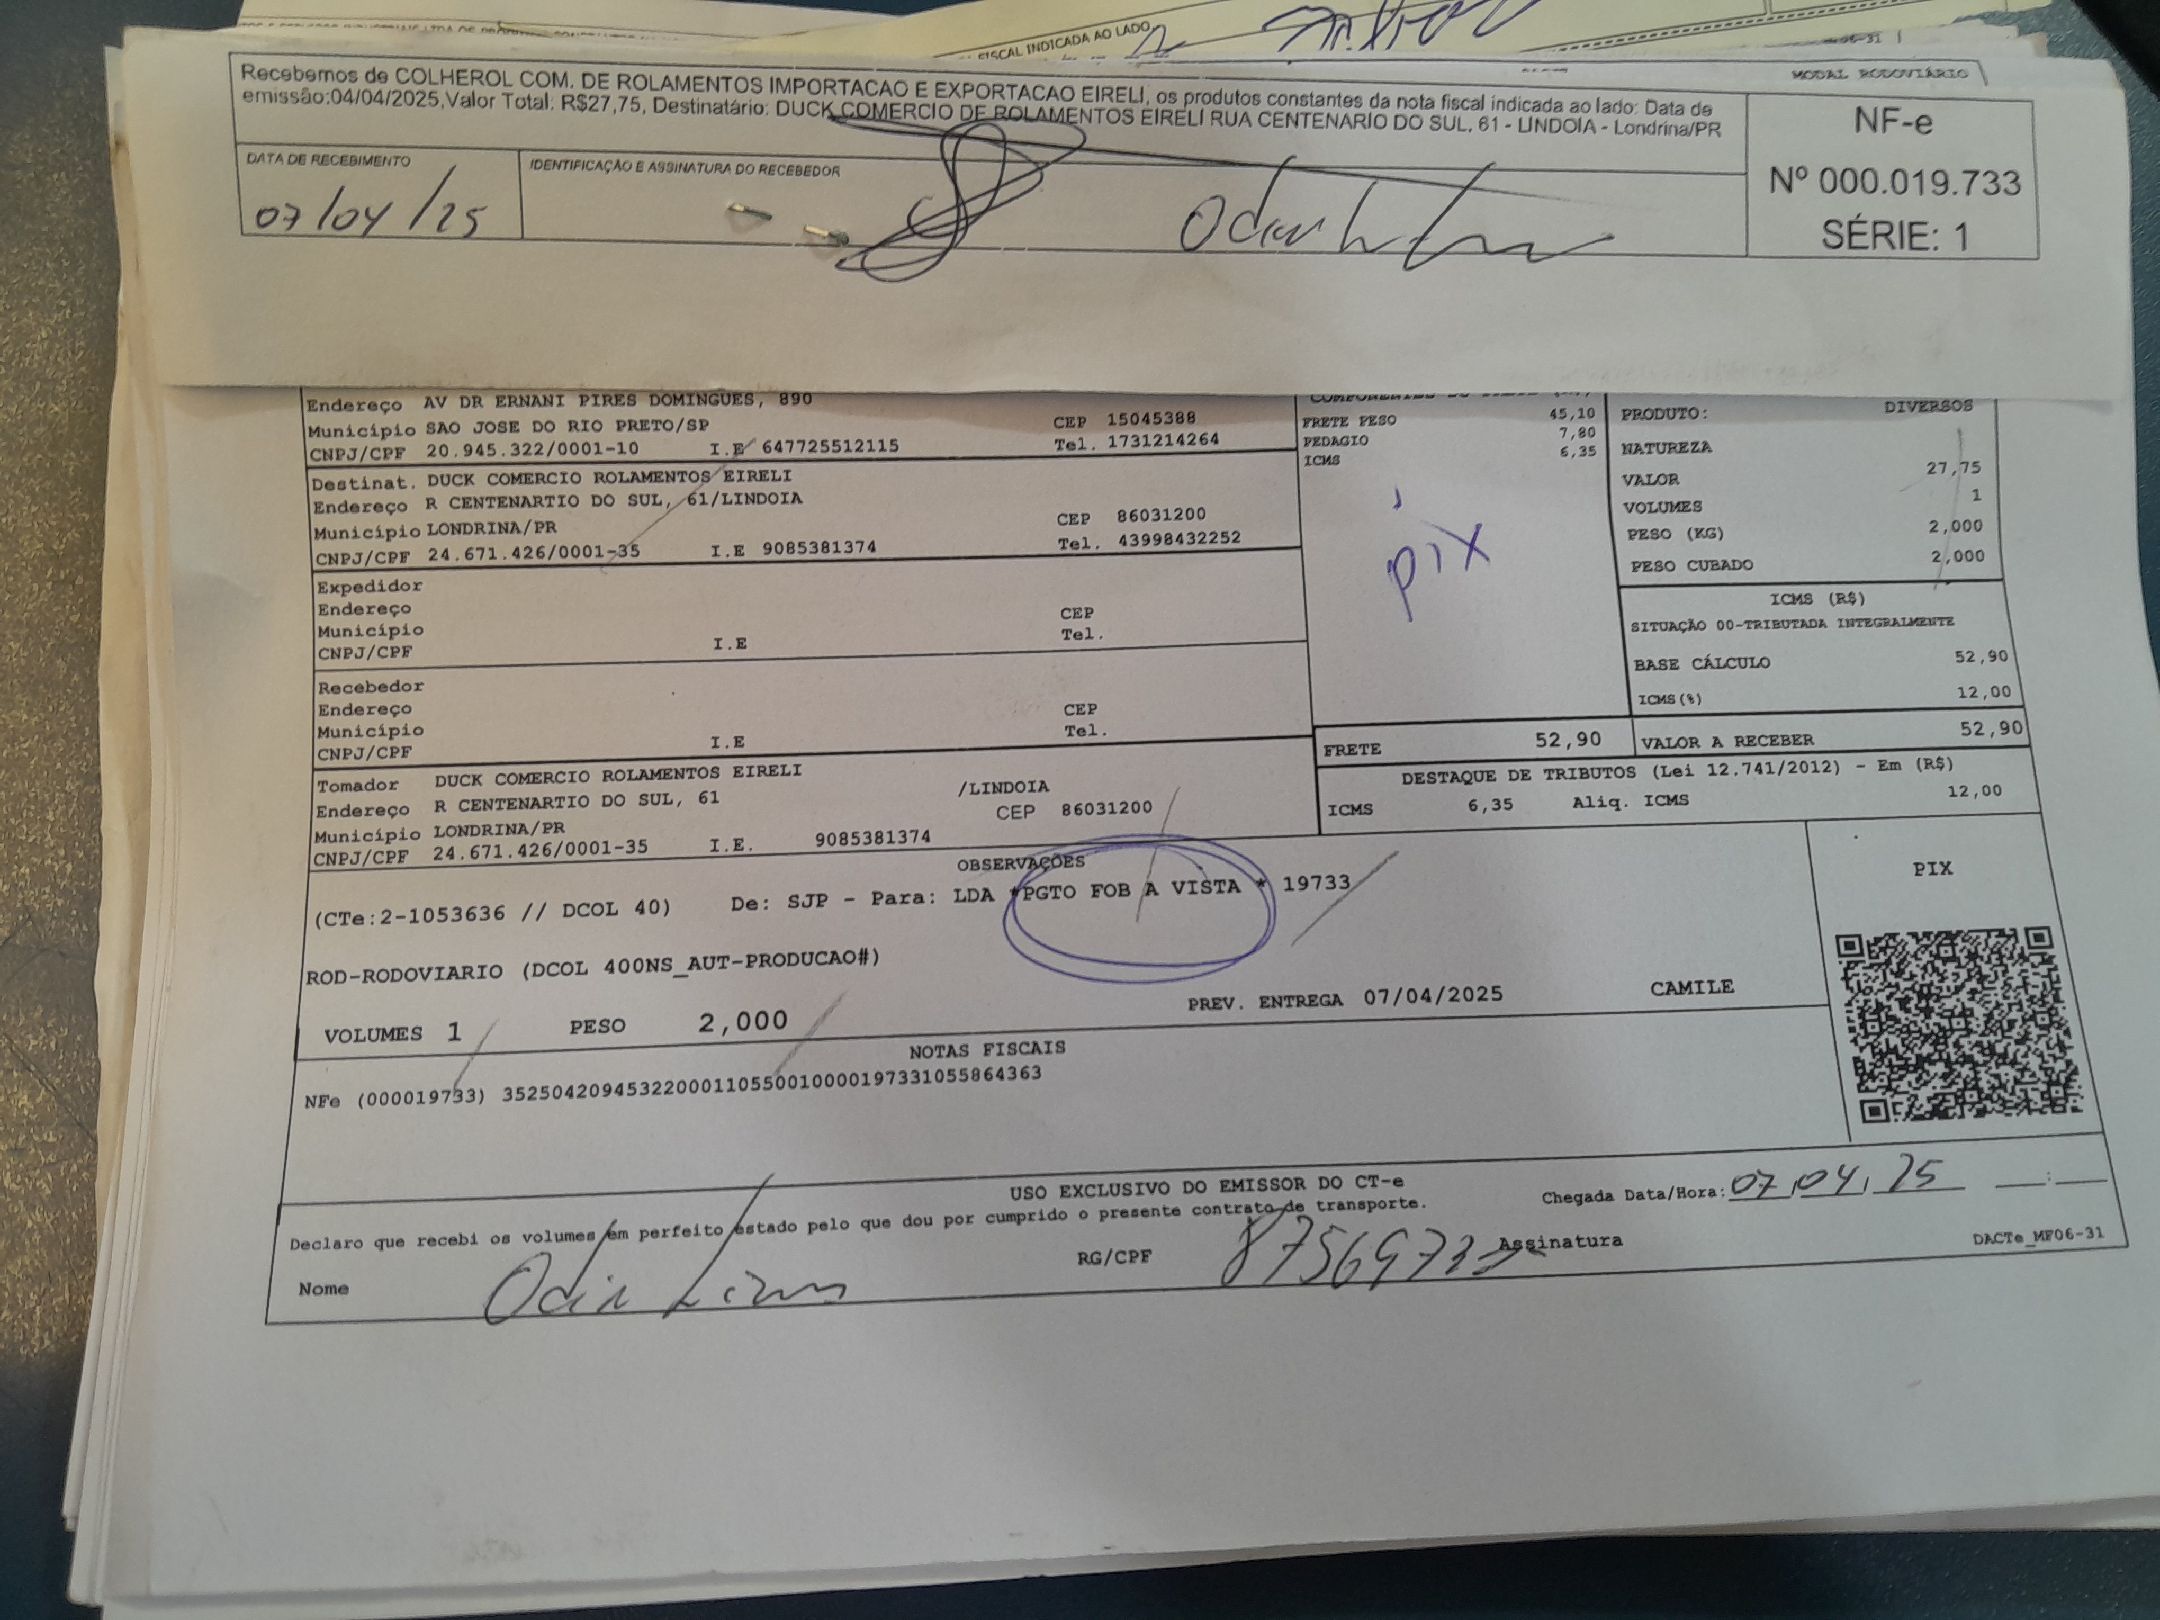 FISCAL INDICADA AO LADO
MODAL RODOVIÁRIO
Recebemos de COLHEROL COM. DE ROLAMENTOS IMPORTACAO E EXPORTACAO EIRELI, os produtos constantes da nota fiscal indicada ao lado: Data de
emissão:04/04/2025,Valor Total: R$27,75, Destinatário: DUCK COMERCIO DE ROLAMENTOS EIRELI RUA CENTENARIO DO SUL, 61 - LINDOIA - Londrina/PR
NF-e
Nº 000.019.733
SÉRIE: 1
DATA DE RECEBIMENTO
07/04/25
IDENTIFICAÇÃO E ASSINATURA DO RECEBEDOR
Endereço AV DR ERNANI PIRES DOMINGUES, 890
Município SAO JOSE DO RIO PRETO/SP CEP 15045388
CNPJ/CPF 20.945.322/0001-10 I.E 647725512115 Tel. 1731214264
Destinat. DUCK COMERCIO ROLAMENTOS EIRELI
Endereço R CENTENARTIO DO SUL, 61/LINDOIA
Município LONDRINA/PR CEP 86031200
CNPJ/CPF 24.671.426/0001-35 I.E 9085381374 Tel. 43998432252
Expedidor
Endereço
Município CEP
CNPJ/CPF I.E Tel.
Recebedor
Endereço
Município CEP
CNPJ/CPF I.E Tel.
Tomador DUCK COMERCIO ROLAMENTOS EIRELI
Endereço R CENTENARTIO DO SUL, 61 /LINDOIA
Município LONDRINA/PR CEP 86031200
CNPJ/CPF 24.671.426/0001-35 I.E. 9085381374
FRETE PESO 45,10
PEDAGIO 7,80
ICMS 6,35
pix
PRODUTO: DIVERSOS
NATUREZA
VALOR 27,75
VOLUMES 1
PESO (KG) 2,000
PESO CUBADO 2,000
ICMS (R$)
SITUAÇÃO 00-TRIBUTADA INTEGRALMENTE
BASE CÁLCULO 52,90
ICMS(%) 12,00
FRETE 52,90 VALOR A RECEBER 52,90
DESTAQUE DE TRIBUTOS (Lei 12.741/2012) - Em (R$)
ICMS 6,35 Aliq. ICMS 12,00
OBSERVAÇÕES
(CTe:2-1053636 // DCOL 40) De: SJP - Para: LDA *PGTO FOB A VISTA * 19733
ROD-RODOVIARIO (DCOL 400NS_AUT-PRODUCAO#)
VOLUMES 1 PESO 2,000 PREV. ENTREGA 07/04/2025 CAMILE
PIX
NOTAS FISCAIS
NFe (000019733) 35250420945322000110550010000197331055864363
USO EXCLUSIVO DO EMISSOR DO CT-e
Declaro que recebi os volumes em perfeito estado pelo que dou por cumprido o presente contrato de transporte.
Chegada Data/Hora: 07/04/25 __:__
Nome RG/CPF Assinatura
DACTe_MF06-31